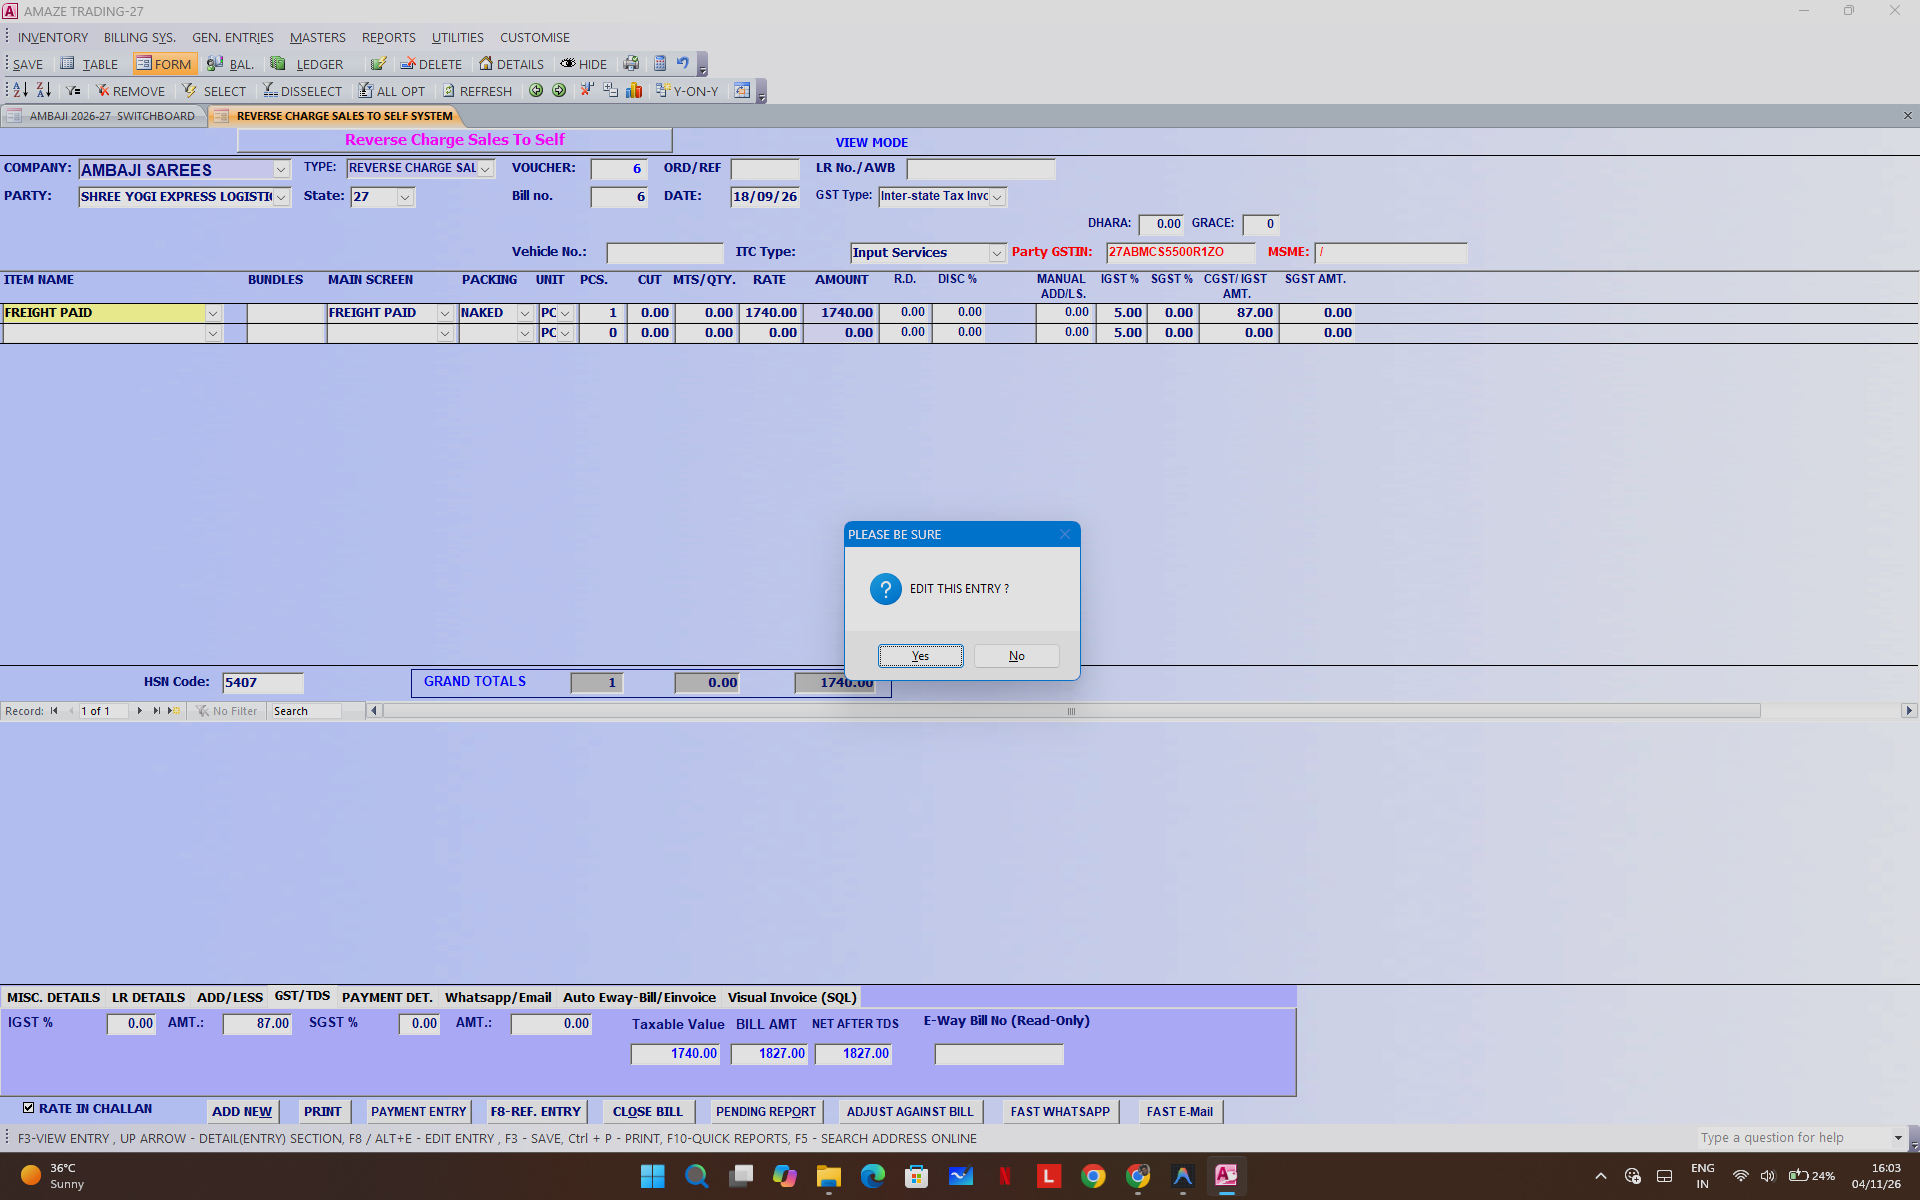 AMAZE TRADING-27
INVENTORY BILLING SYS. GEN. ENTRIES MASTERS REPORTS UTILITIES CUSTOMISE
SAVE TABLE FORM BAL. LEDGER DELETE DETAILS HIDE
REMOVE SELECT DISSELECT ALL OPT REFRESH Y-ON-Y
AMBAJI 2026-27 SWITCHBOARD REVERSE CHARGE SALES TO SELF SYSTEM
Reverse Charge Sales To Self VIEW MODE
COMPANY: AMBAJI SAREES TYPE: REVERSE CHARGE SAL VOUCHER: 6 ORD/REF LR No./AWB
PARTY: SHREE YOGI EXPRESS LOGISTI State: 27 Bill no. 6 DATE: 18/09/26 GST Type: Inter-state Tax Invc
DHARA: 0.00 GRACE: 0
Vehicle No.: ITC Type: Input Services Party GSTIN: 27ABMCS5500R1ZO MSME: /
ITEM NAME BUNDLES MAIN SCREEN PACKING UNIT PCS. CUT MTS/QTY. RATE AMOUNT R.D. DISC % MANUAL ADD/LS. IGST % SGST % CGST/IGST AMT. SGST AMT.
FREIGHT PAID FREIGHT PAID NAKED PC 1 0.00 0.00 1740.00 1740.00 0.00 0.00 0.00 5.00 0.00 87.00 0.00
PC 0 0.00 0.00 0.00 0.00 0.00 0.00 0.00 5.00 0.00 0.00 0.00
PLEASE BE SURE
EDIT THIS ENTRY ?
Yes No
HSN Code: 5407 GRAND TOTALS 1 0.00 1740.00
Record: 1 of 1 No Filter Search
MISC. DETAILS LR DETAILS ADD/LESS GST/TDS PAYMENT DET. Whatsapp/Email Auto Eway-Bill/Einvoice Visual Invoice (SQL)
IGST % 0.00 AMT.: 87.00 SGST % 0.00 AMT.: 0.00 Taxable Value BILL AMT NET AFTER TDS E-Way Bill No (Read-Only)
1740.00 1827.00 1827.00
RATE IN CHALLAN ADD NEW PRINT PAYMENT ENTRY F8-REF. ENTRY CLOSE BILL PENDING REPORT ADJUST AGAINST BILL FAST WHATSAPP FAST E-Mail
F3-VIEW ENTRY , UP ARROW - DETAIL(ENTRY) SECTION, F8 / ALT+E - EDIT ENTRY , F3 - SAVE, Ctrl + P - PRINT, F10-QUICK REPORTS, F5 - SEARCH ADDRESS ONLINE Type a question for help
36°C
Sunny
ENG
IN
24%
16:03
04/11/26